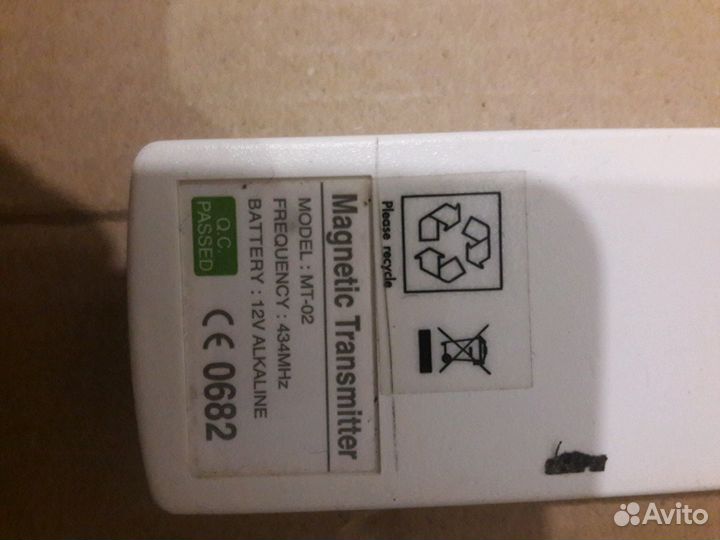 Magnetic Transmitter
MODEL : MT-02
FREQUENCY : 434MHz
BATTERY : 12V ALKALINE
Q.C.
PASSED
CE 0682
Please recycle
Avito